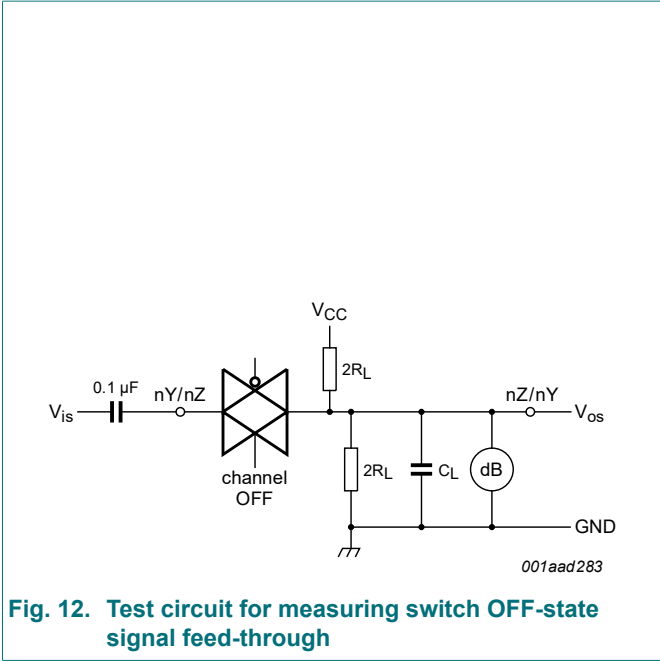 VCC
2RL
0.1 µF
nY/nZ
nZ/nY
Vis
Vos
2RL
CL
dB
channel
OFF
GND
001aad283
Fig. 12. Test circuit for measuring switch OFF-state
signal feed-through